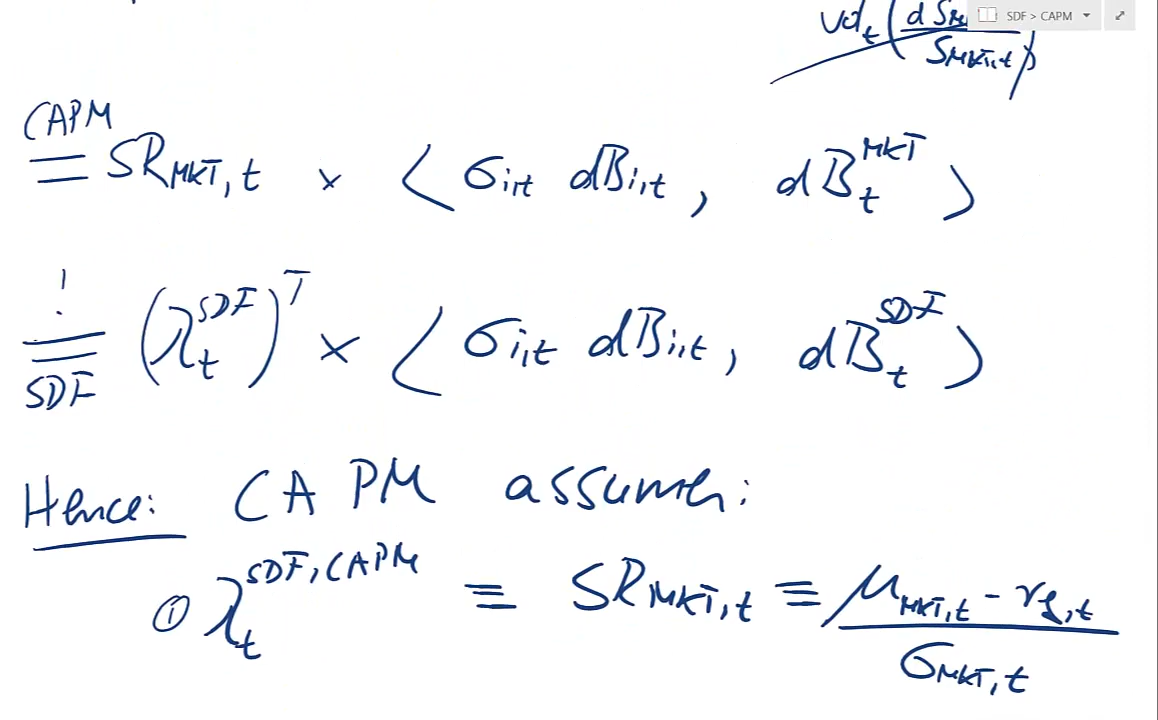 SDF > CAPM
Vol_t ( d S_M / S_MKT,t )
CAPM
≡ SR_MKT,t × ⟨ σ_i,t dB_i,t , dB_t^MKT ⟩
!
≡ (λ_t^SDF)^T × ⟨ σ_i,t dB_i,t , dB_t^SDF ⟩
SDF
Hence: CAPM assumes:
① λ_t^SDF,CAPM ≡ SR_MKT,t ≡ (μ_MKT,t - r_f,t) / σ_MKT,t